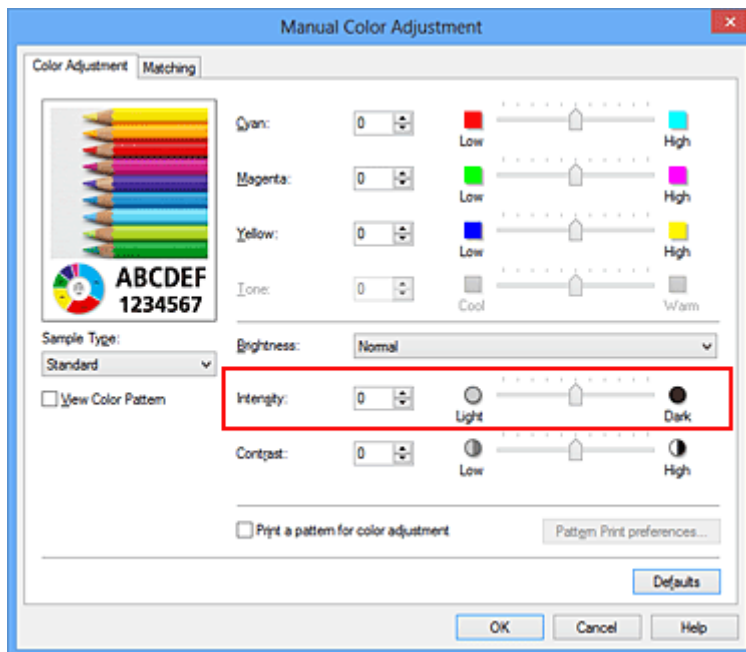 Manual Color Adjustment
Color Adjustment Matching
Cyan: 0 Low High
Magenta: 0 Low High
Yellow: 0 Low High
Tone: 0 Cool Warm
ABCDEF
1234567
Sample Type:
Standard
View Color Pattern
Brightness: Normal
Intensity: 0 Light Dark
Contrast: 0 Low High
Print a pattern for color adjustment Pattern Print preferences...
Defaults
OK Cancel Help